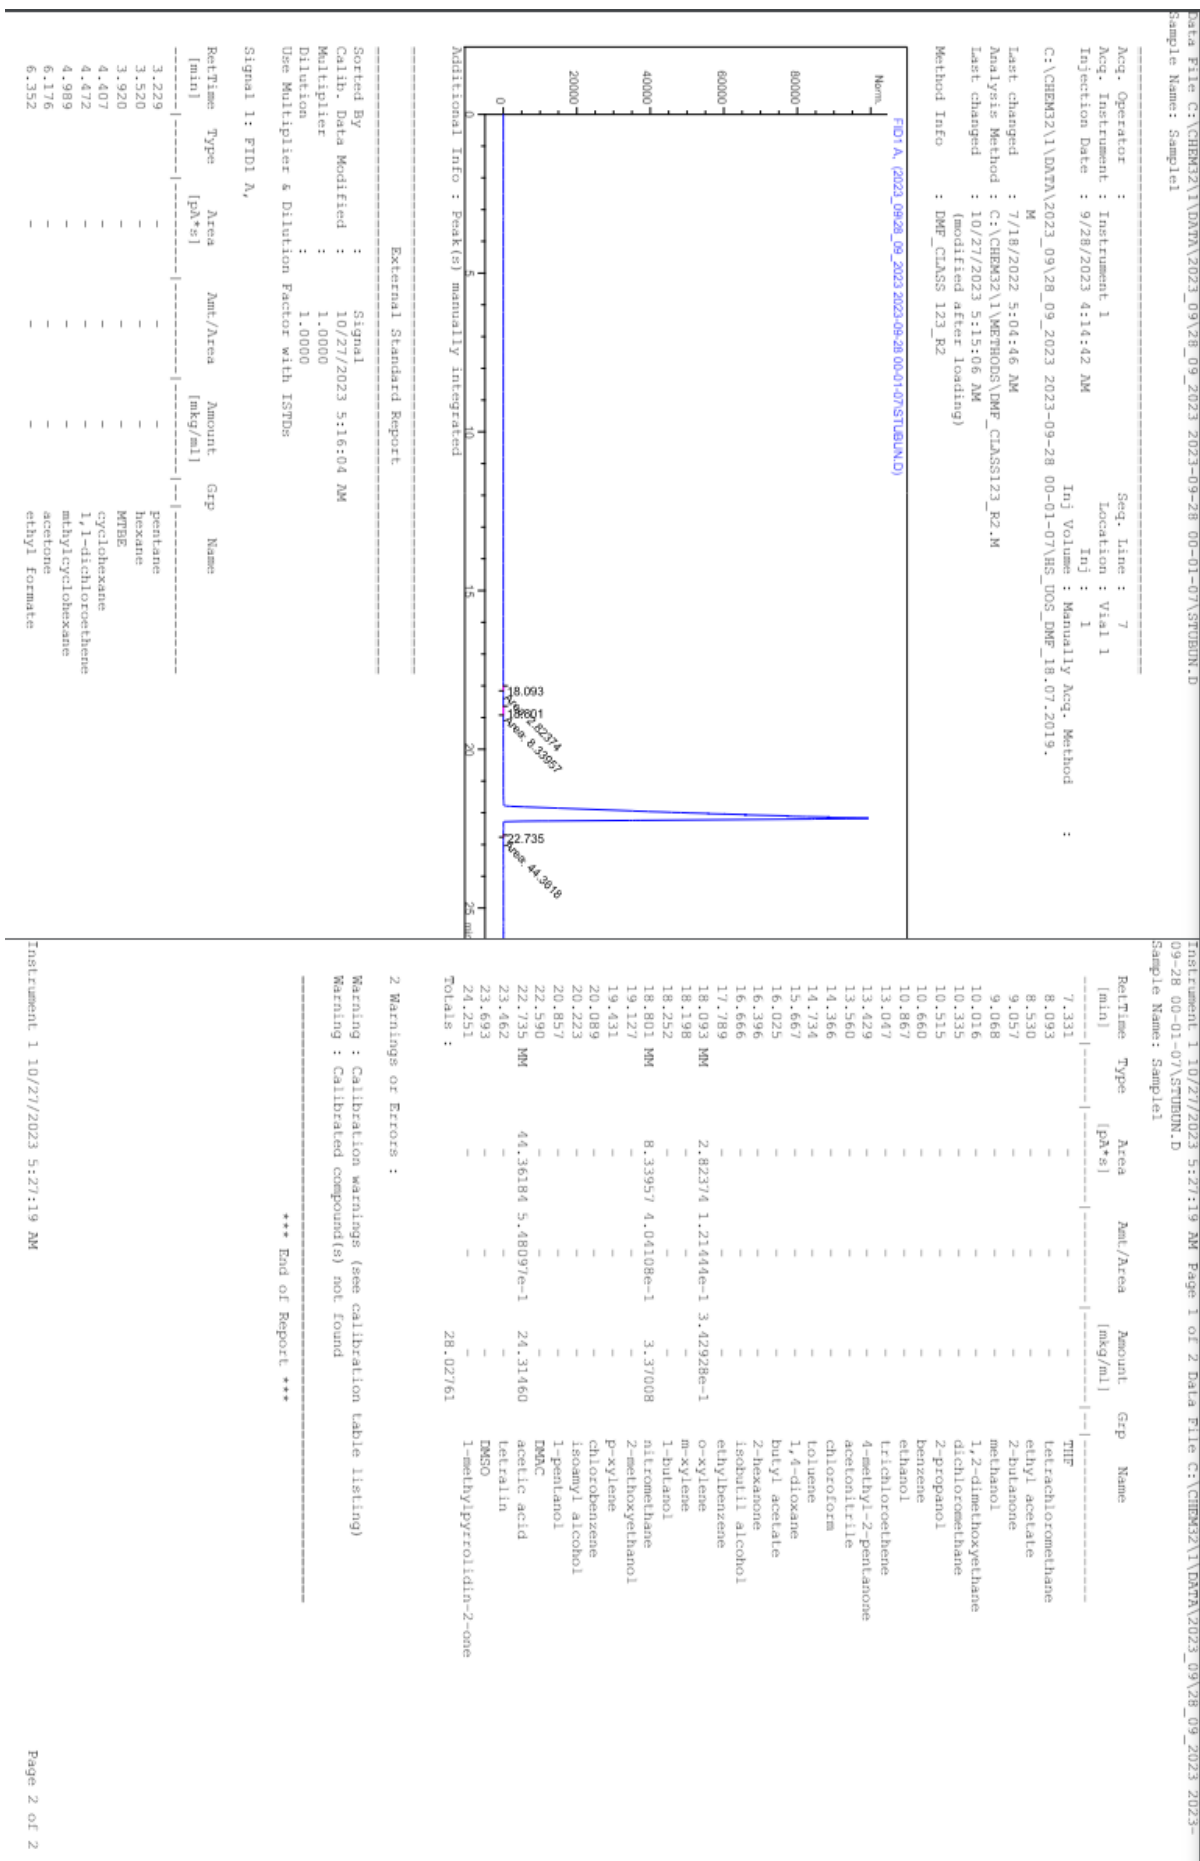 Data File C:\CHEM32\1\DATA\2023_09\28_09_2023 2023-09-28 00-01-07\STUBUN.D
Sample Name: Sample1
Acq. Operator : Seq. Line : 7
Acq. Instrument : Instrument 1 Location : Vial 1
Injection Date : 9/28/2023 4:14:42 AM Inj : 1
Inj Volume : Manually Acq. Method :
C:\CHEM32\1\DATA\2023_09\28_09_2023 2023-09-28 00-01-07\HS_UOS_DMF_18.07.2019.
M
Last changed : 7/18/2022 5:04:46 AM
Analysis Method : C:\CHEM32\1\METHODS\DMF_CLASS123_R2.M
Last changed : 10/27/2023 5:15:06 AM
(modified after loading)
Method Info : DMF_CLASS 123_R2
FID1 A, (2023_09\28_09_2023 2023-09-28 00-01-07\STUBUN.D)
Norm.
80000
60000
40000
20000
0
18.093
Area: 2.82374
18.801
Area: 8.33957
22.735
Area: 44.3618
0 5 10 15 20 25
Additional Info : Peak(s) manually integrated
External Standard Report
Sorted By : Signal
Calib. Data Modified : 10/27/2023 5:16:04 AM
Multiplier : 1.0000
Dilution : 1.0000
Use Multiplier & Dilution Factor with ISTDs
Signal 1: FID1 A,
RetTime Type Area Amt/Area Amount Grp Name
[min] [pA*s] [mkg/ml]
-------|------|----------|----------|----------|--|------------------
3.229 - - - pentane
3.520 - - - hexane
3.920 - - - MTBE
4.407 - - - cyclohexane
4.472 - - - 1,1-dichloroethene
4.989 - - - mthylcyclohexane
6.176 - - - acetone
6.352 - - - ethyl formate
Instrument 1 10/27/2023 5:27:19 AM Page 1 of 2 Data File C:\CHEM32\1\DATA\2023_09\28_09_2023 2023-
09-28 00-01-07\STUBUN.D
Sample Name: Sample1
RetTime Type Area Amt/Area Amount Grp Name
[min] [pA*s] [mkg/ml]
-------|------|----------|----------|----------|--|------------------
7.331 - - - THF
8.093 - - - tetrachloromethane
8.530 - - - ethyl acetate
9.057 - - - 2-butanone
9.068 - - - methanol
10.016 - - - 1,2-dimethoxyethane
10.335 - - - dichloromethane
10.515 - - - 2-propanol
10.660 - - - benzene
10.867 - - - ethanol
13.047 - - - trichloroethene
13.429 - - - 4-methyl-2-pentanone
13.560 - - - acetonitrile
14.366 - - - chloroform
14.734 - - - toluene
15.667 - - - 1,4-dioxane
16.025 - - - butyl acetate
16.396 - - - 2-hexanone
16.666 - - - isobutil alcohol
17.789 - - - ethylbenzene
18.093 MM 2.82374 1.21444e-1 3.42928e-1 o-xylene
18.198 - - - m-xylene
18.252 - - - 1-butanol
18.801 MM 8.33957 4.04108e-1 3.37008 nitromethane
19.127 - - - 2-methoxyethanol
19.431 - - - p-xylene
20.089 - - - chlorobenzene
20.223 - - - isoamyl alcohol
20.857 - - - 1-pentanol
22.590 - - - DMAC
22.735 MM 44.36184 5.48097e-1 24.31460 acetic acid
23.462 - - - tetralin
23.693 - - - DMSO
24.251 - - - 1-methylpyrrolidin-2-one
Totals : 28.02761
2 Warnings or Errors :
Warning : Calibration warnings (see calibration table listing)
Warning : Calibrated compound(s) not found
*** End of Report ***
Instrument 1 10/27/2023 5:27:19 AM Page 2 of 2